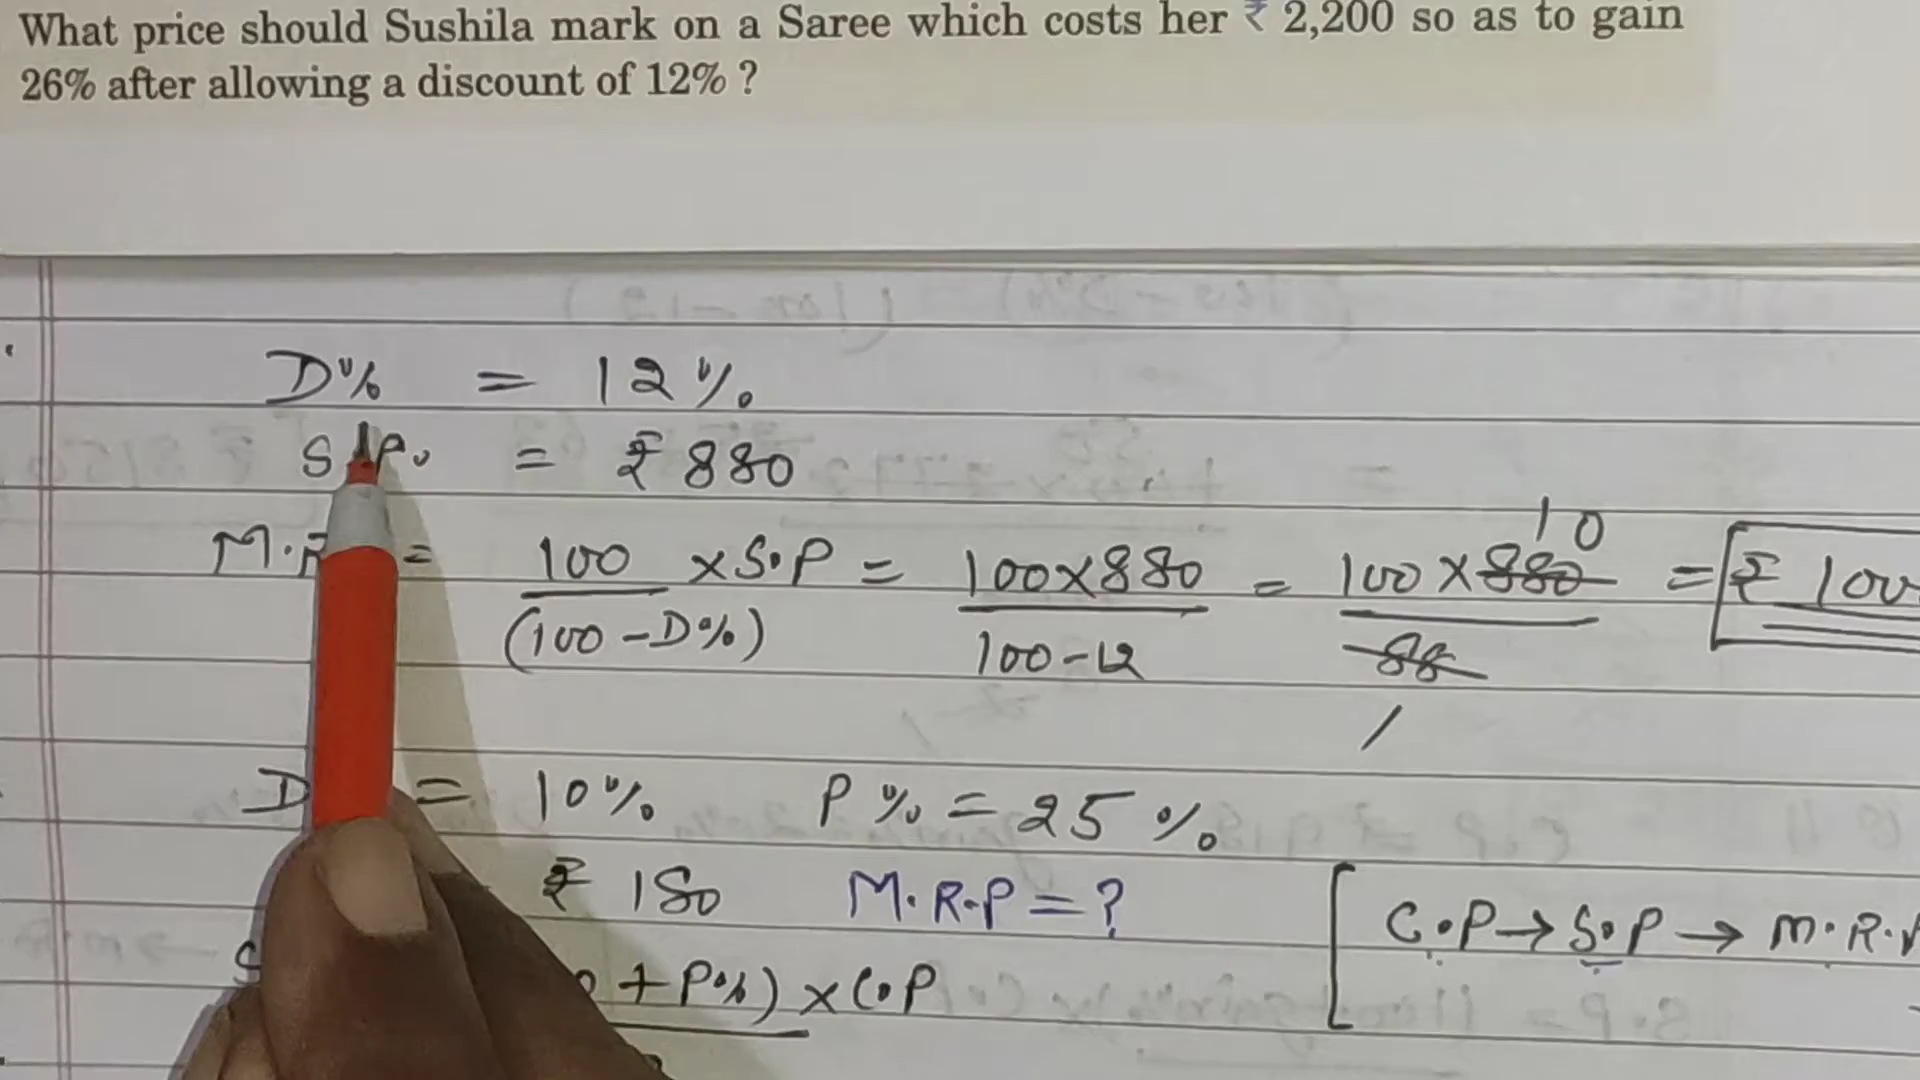 What price should Sushila mark on a Saree which costs her ₹ 2,200 so as to gain
26% after allowing a discount of 12% ?
D% = 12%
S.P. = ₹ 880
M.R = 100/(100 - D%) × S.P = 100×880/100-12 = 100×880/88 = ₹ 100
10
1
D = 10% P% = 25%
₹ 180 M.R.P = ?
C.P → S.P → M.R.P
+ P%) × C.P